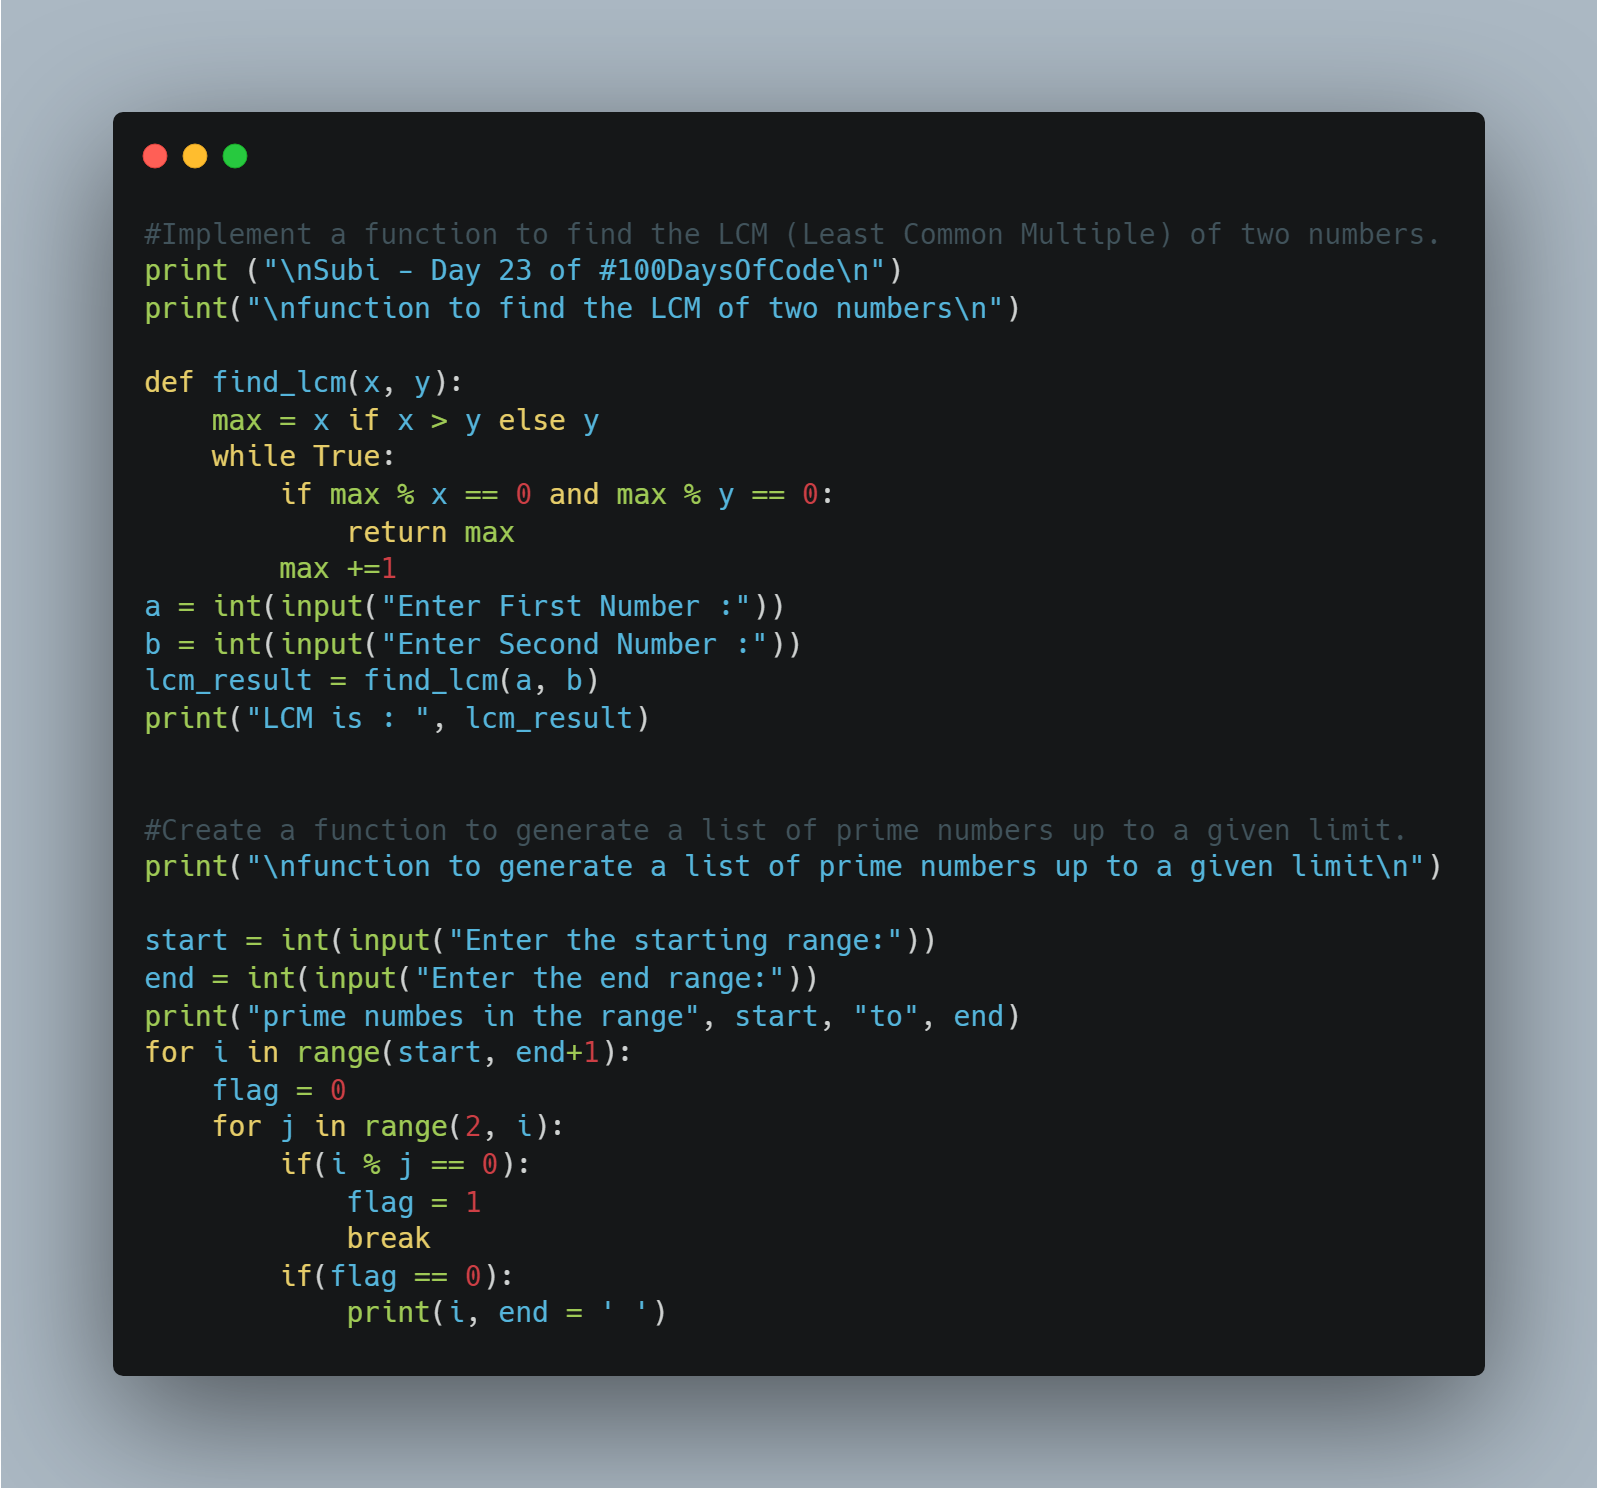 #Implement a function to find the LCM (Least Common Multiple) of two numbers.
print ("\nSubi - Day 23 of #100DaysOfCode\n")
print("\nfunction to find the LCM of two numbers\n")

def find_lcm(x, y):
    max = x if x > y else y
    while True:
        if max % x == 0 and max % y == 0:
            return max
        max +=1
a = int(input("Enter First Number :"))
b = int(input("Enter Second Number :"))
lcm_result = find_lcm(a, b)
print("LCM is : ", lcm_result)


#Create a function to generate a list of prime numbers up to a given limit.
print("\nfunction to generate a list of prime numbers up to a given limit\n")

start = int(input("Enter the starting range:"))
end = int(input("Enter the end range:"))
print("prime numbes in the range", start, "to", end)
for i in range(start, end+1):
    flag = 0
    for j in range(2, i):
        if(i % j == 0):
            flag = 1
            break
        if(flag == 0):
            print(i, end = ' ')